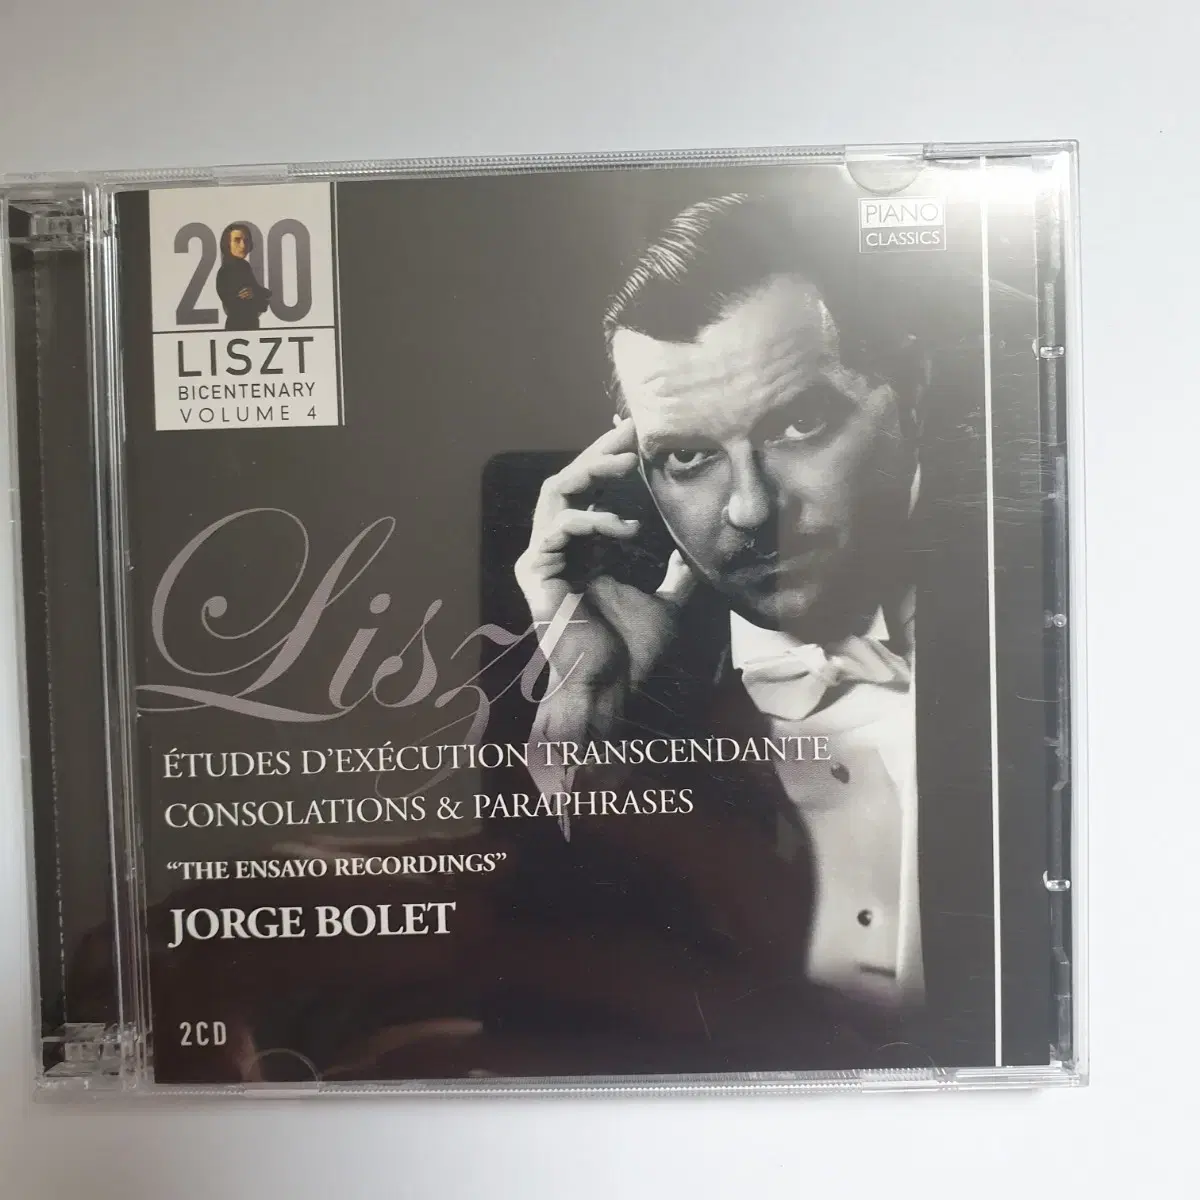 200
LISZT
BICENTENARY
VOLUME 4
PIANO
CLASSICS
Liszt
ÉTUDES D'EXÉCUTION TRANSCENDANTE
CONSOLATIONS & PARAPHRASES
“THE ENSAYO RECORDINGS”
JORGE BOLET
2CD